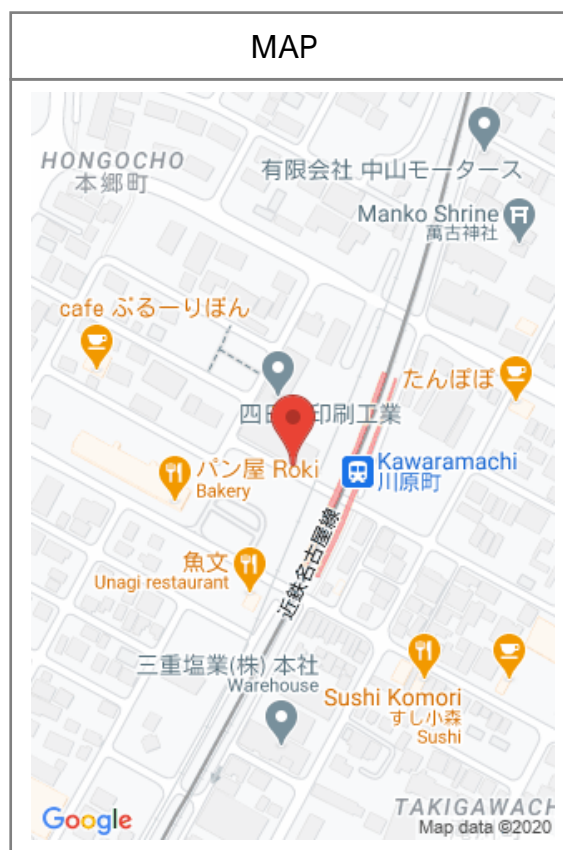 MAP
HONGOCHO
本郷町
有限会社 中山モータース
Manko Shrine
萬古神社
cafe ぶるーりぼん
たんぽぽ
四日 印刷工業
Kawaramachi
川原町
パン屋 Roki
Bakery
近鉄名古屋線
魚文
Unagi restaurant
三重塩業(株) 本社
Warehouse
Sushi Komori
すし小森
Sushi
TAKIGAWACH
Google
Map data ©2020